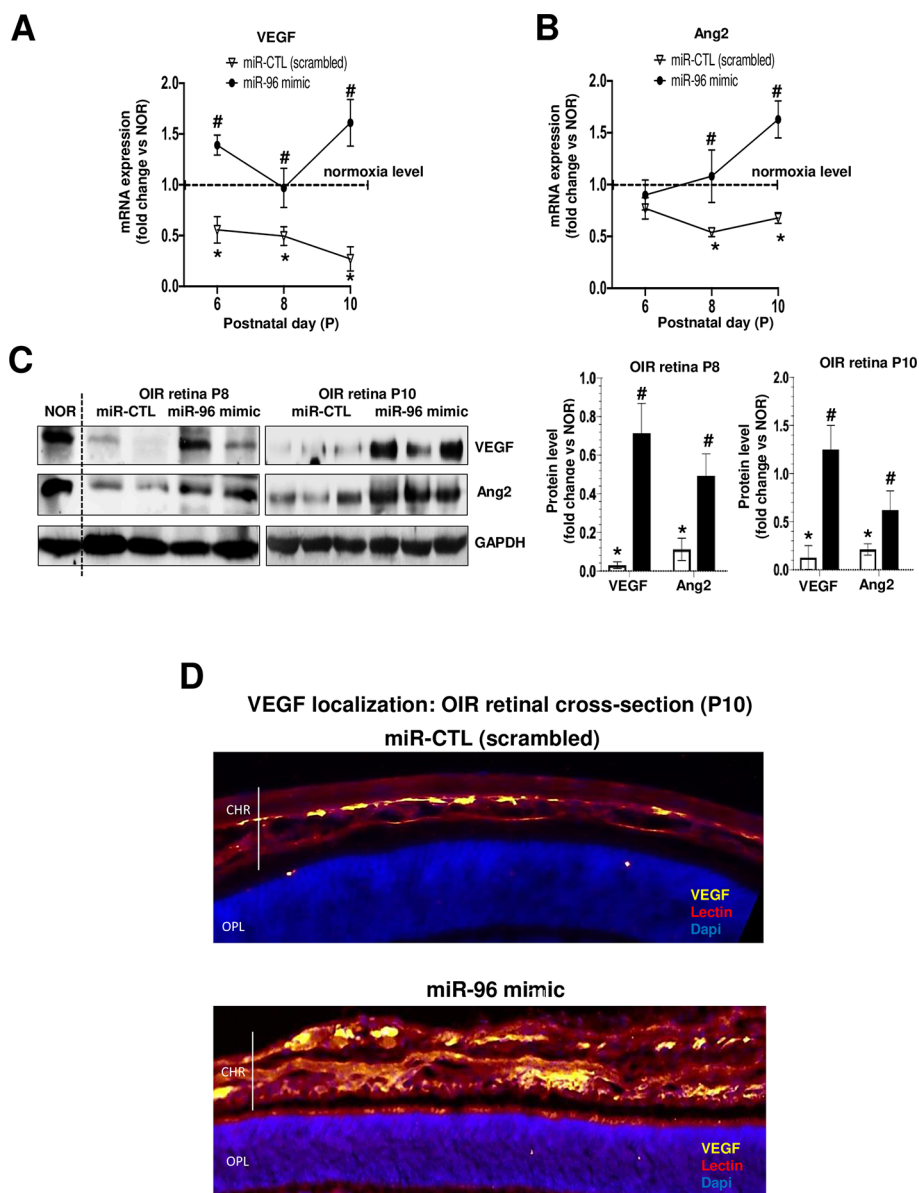 A
VEGF
miR-CTL (scrambled)
miR-96 mimic
mRNA expression
(fold change vs NOR)
2.0
1.5
1.0
0.5
0.0
#
#
#
normoxia level
*
*
*
6
8
10
Postnatal day (P)
B
Ang2
miR-CTL (scrambled)
miR-96 mimic
mRNA expression
(fold change vs NOR)
2.0
1.5
1.0
0.5
0.0
#
#
normoxia level
*
*
6
8
10
Postnatal day (P)
C
OIR retina P8
OIR retina P10
NOR
miR-CTL
miR-96 mimic
miR-CTL
miR-96 mimic
VEGF
Ang2
GAPDH
OIR retina P8
Protein level
(fold change vs NOR)
1.0
0.8
0.6
0.4
0.2
0.0
*
#
*
#
VEGF
Ang2
OIR retina P10
Protein level
(fold change vs NOR)
2.0
1.5
1.0
0.5
0.0
*
#
*
#
VEGF
Ang2
D
VEGF localization: OIR retinal cross-section (P10)
miR-CTL (scrambled)
CHR
OPL
VEGF
Lectin
Dapi
miR-96 mimic
CHR
OPL
VEGF
Lectin
Dapi